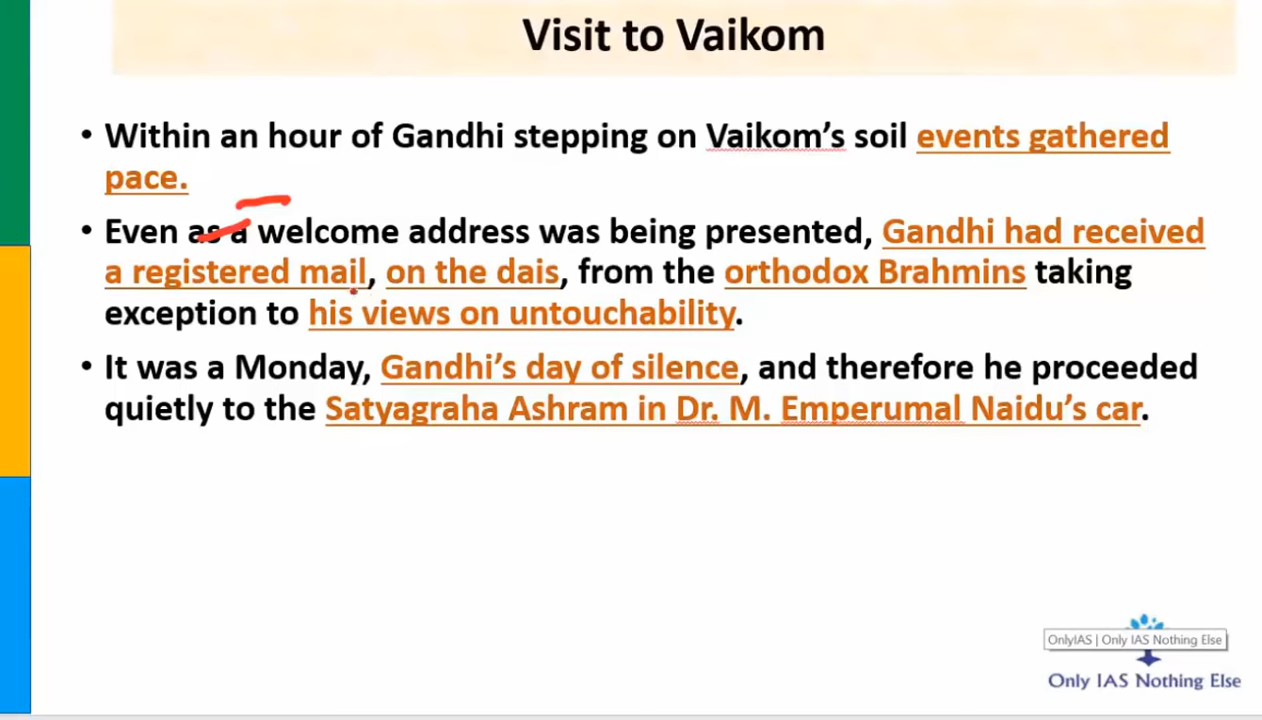 Visit to Vaikom
• Within an hour of Gandhi stepping on Vaikom's soil events gathered
pace.
• Even as a welcome address was being presented, Gandhi had received
a registered mail, on the dais, from the orthodox Brahmins taking
exception to his views on untouchability.
• It was a Monday, Gandhi's day of silence, and therefore he proceeded
quietly to the Satyagraha Ashram in Dr. M. Emperumal Naidu's car.
OnlyIAS | Only IAS Nothing Else
Only IAS Nothing Else